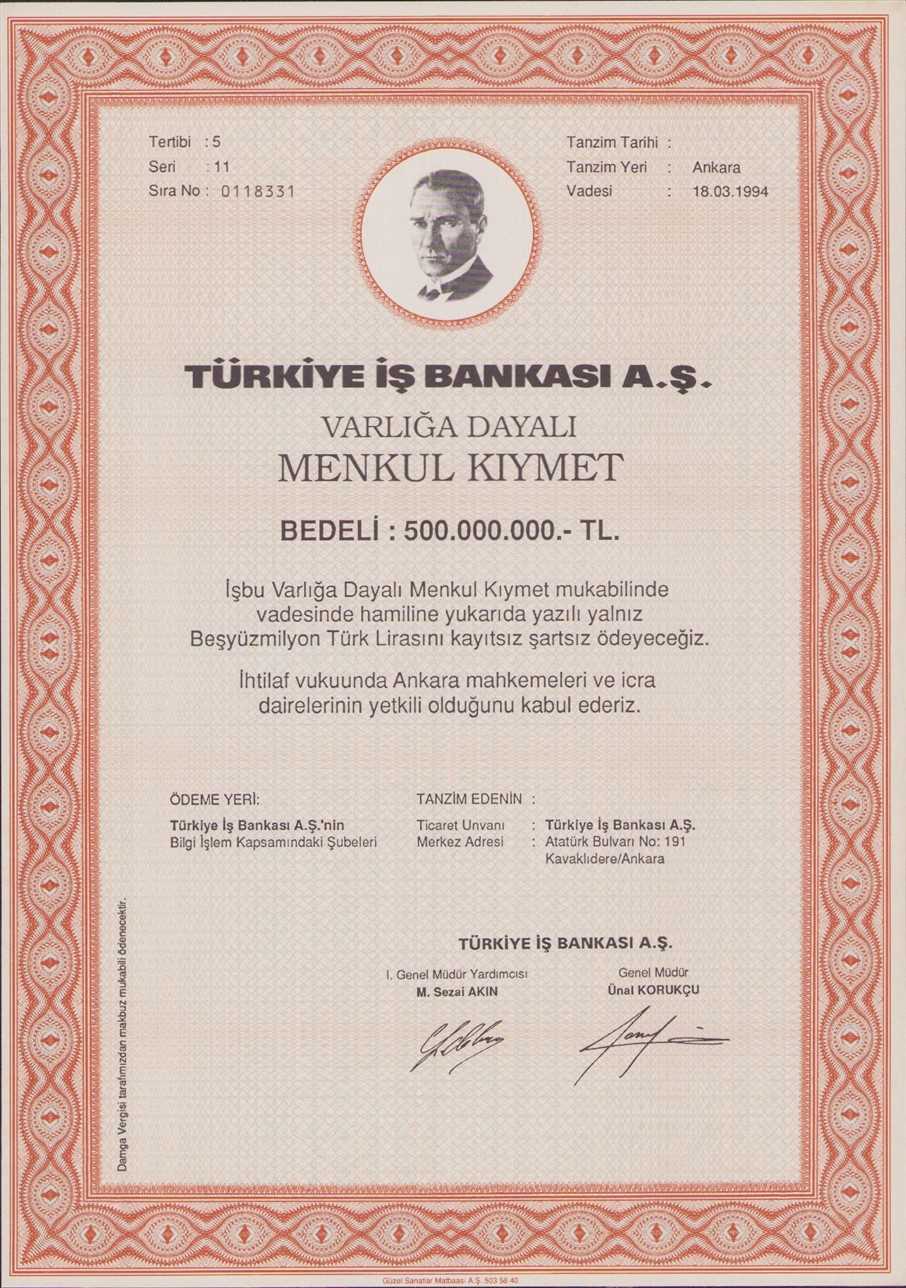 Tertibi : 5
Seri : 11
Sıra No : 0118331
Tanzim Tarihi :
Tanzim Yeri : Ankara
Vadesi : 18.03.1994
TÜRKİYE İŞ BANKASI A.Ş.
VARLIĞA DAYALI
MENKUL KIYMET
BEDELİ : 500.000.000.- TL.
İşbu Varlığa Dayalı Menkul Kıymet mukabilinde
vadesinde hamiline yukarıda yazılı yalnız
Beşyüzmilyon Türk Lirasını kayıtsız şartsız ödeyeceğiz.
İhtilaf vukuunda Ankara mahkemeleri ve icra
dairelerinin yetkili olduğunu kabul ederiz.
ÖDEME YERİ:
Türkiye İş Bankası A.Ş.'nin
Bilgi İşlem Kapsamındaki Şubeleri
TANZİM EDENİN :
Ticaret Unvanı : Türkiye İş Bankası A.Ş.
Merkez Adresi : Atatürk Bulvarı No: 191
Kavaklıdere/Ankara
TÜRKİYE İŞ BANKASI A.Ş.
I. Genel Müdür Yardımcısı
M. Sezai AKIN
Genel Müdür
Ünal KORUKÇU
Damga Vergisi tarafımızdan makbuz mukabili ödenecektir.
Güzel Sanatlar Matbaası A.Ş. 503 58 40